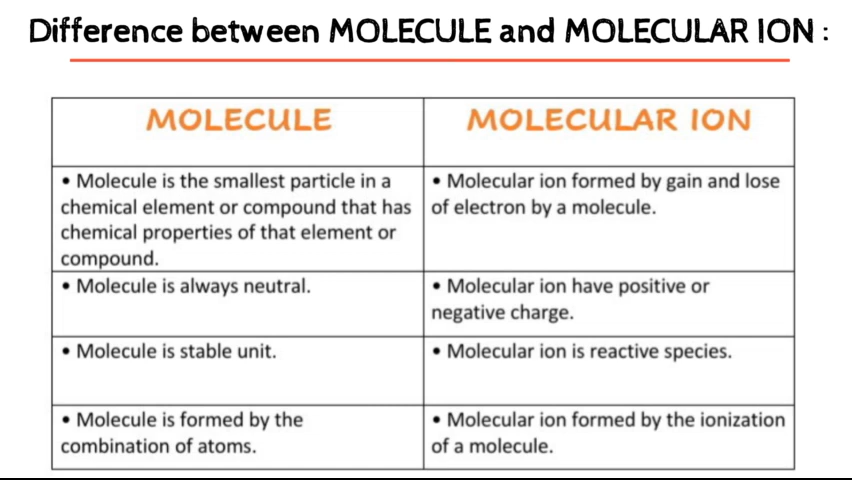 Difference between MOLECULE and MOLECULAR ION :
MOLECULE
MOLECULAR ION
• Molecule is the smallest particle in a
chemical element or compound that has
chemical properties of that element or
compound.
• Molecular ion formed by gain and lose
of electron by a molecule.
• Molecule is always neutral.
• Molecular ion have positive or
negative charge.
• Molecule is stable unit.
• Molecular ion is reactive species.
• Molecule is formed by the
combination of atoms.
• Molecular ion formed by the ionization
of a molecule.